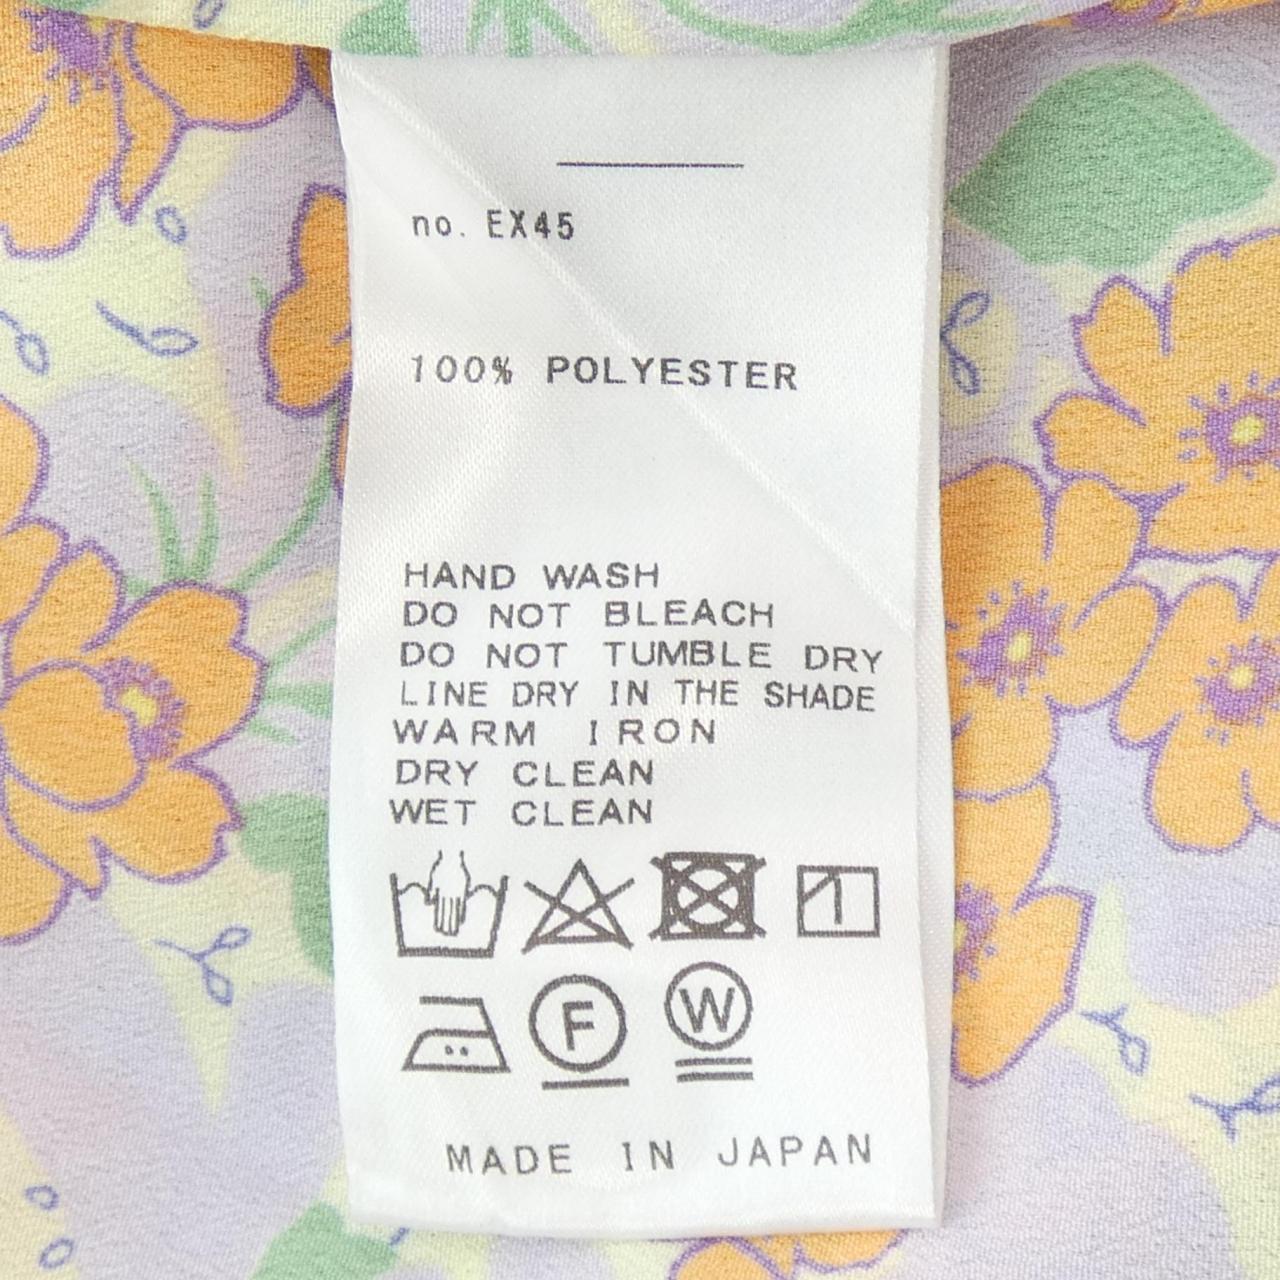 no. EX45
100% POLYESTER
HAND WASH
DO NOT BLEACH
DO NOT TUMBLE DRY
LINE DRY IN THE SHADE
WARM IRON
DRY CLEAN
WET CLEAN
F W
MADE IN JAPAN